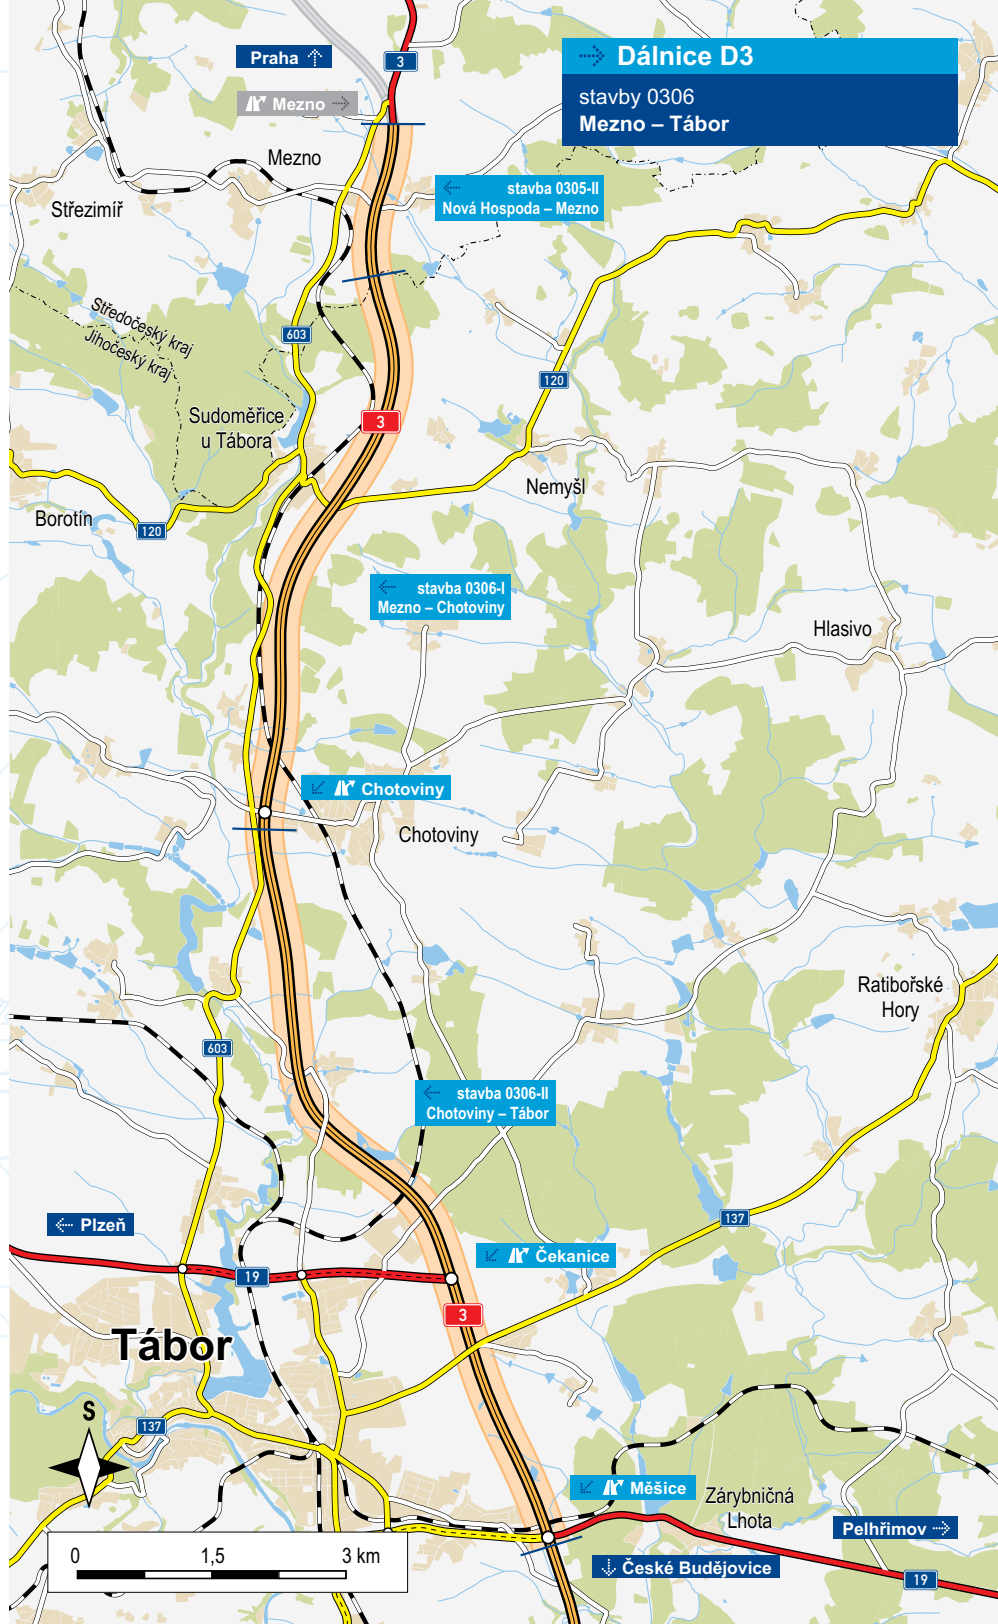 Praha
3
Dálnice D3
stavby 0306
Mezno – Tábor
Mezno
Mezno
stavba 0305-II
Nová Hospoda – Mezno
Střezimíř
Středočeský kraj
Jihočeský kraj
603
120
Sudoměřice
u Tábora
3
Nemyšl
Borotín
120
stavba 0306-I
Mezno – Chotoviny
Hlasivo
Chotoviny
Chotoviny
Ratibořské
Hory
603
stavba 0306-II
Chotoviny – Tábor
Plzeň
137
Čekanice
19
3
Tábor
S
137
Měšice
Zárybničná
Lhota
Pelhřimov
0
1,5
3 km
České Budějovice
19